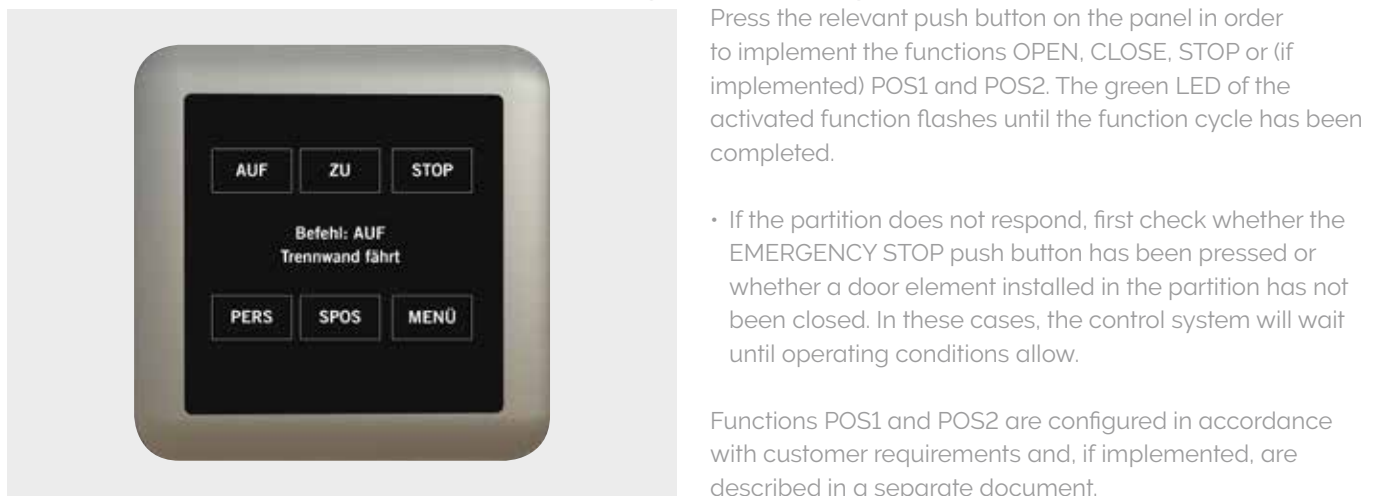 AUF ZU STOP
Befehl: AUF
Trennwand fährt
PERS SPOS MENÜ
Press the relevant push button on the panel in order
to implement the functions OPEN, CLOSE, STOP or (if
implemented) POS1 and POS2. The green LED of the
activated function flashes until the function cycle has been
completed.
• If the partition does not respond, first check whether the
EMERGENCY STOP push button has been pressed or
whether a door element installed in the partition has not
been closed. In these cases, the control system will wait
until operating conditions allow.
Functions POS1 and POS2 are configured in accordance
with customer requirements and, if implemented, are
described in a separate document.